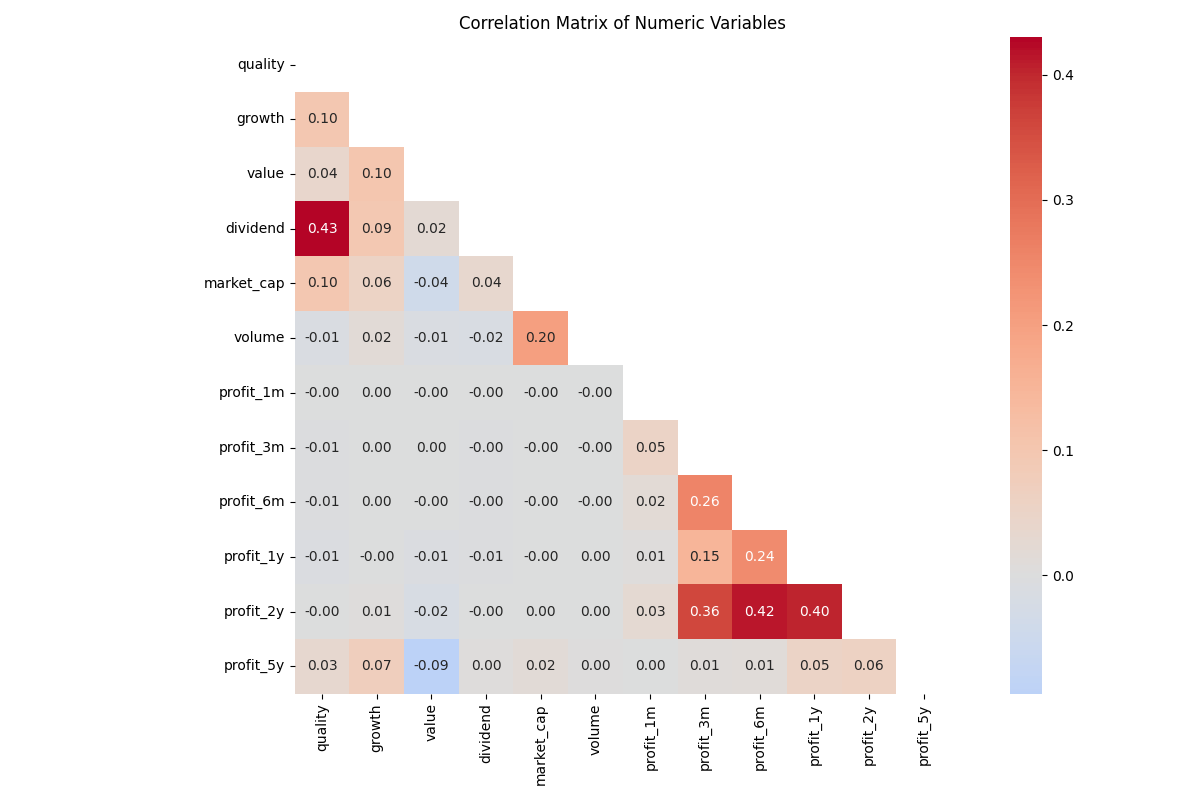 Correlation Matrix of Numeric Variables
quality
growth 0.10
value 0.04 0.10
dividend 0.43 0.09 0.02
market_cap 0.10 0.06 -0.04 0.04
volume -0.01 0.02 -0.01 -0.02 0.20
profit_1m -0.00 0.00 -0.00 -0.00 -0.00 -0.00
profit_3m -0.01 0.00 0.00 -0.00 -0.00 -0.00 0.05
profit_6m -0.01 0.00 -0.00 -0.00 -0.00 -0.00 0.02 0.26
profit_1y -0.01 -0.00 -0.01 -0.01 -0.00 0.00 0.01 0.15 0.24
profit_2y -0.00 0.01 -0.02 -0.00 0.00 0.00 0.03 0.36 0.42 0.40
profit_5y 0.03 0.07 -0.09 0.00 0.02 0.00 0.00 0.01 0.01 0.05 0.06
quality growth value dividend market_cap volume profit_1m profit_3m profit_6m profit_1y profit_2y profit_5y
0.4
0.3
0.2
0.1
0.0